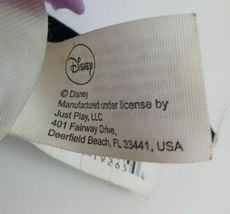 Disney
© Disney
Manufactured under license by
Just Play, LLC
401 Fairway Drive,
Deerfield Beach, FL 33441, USA